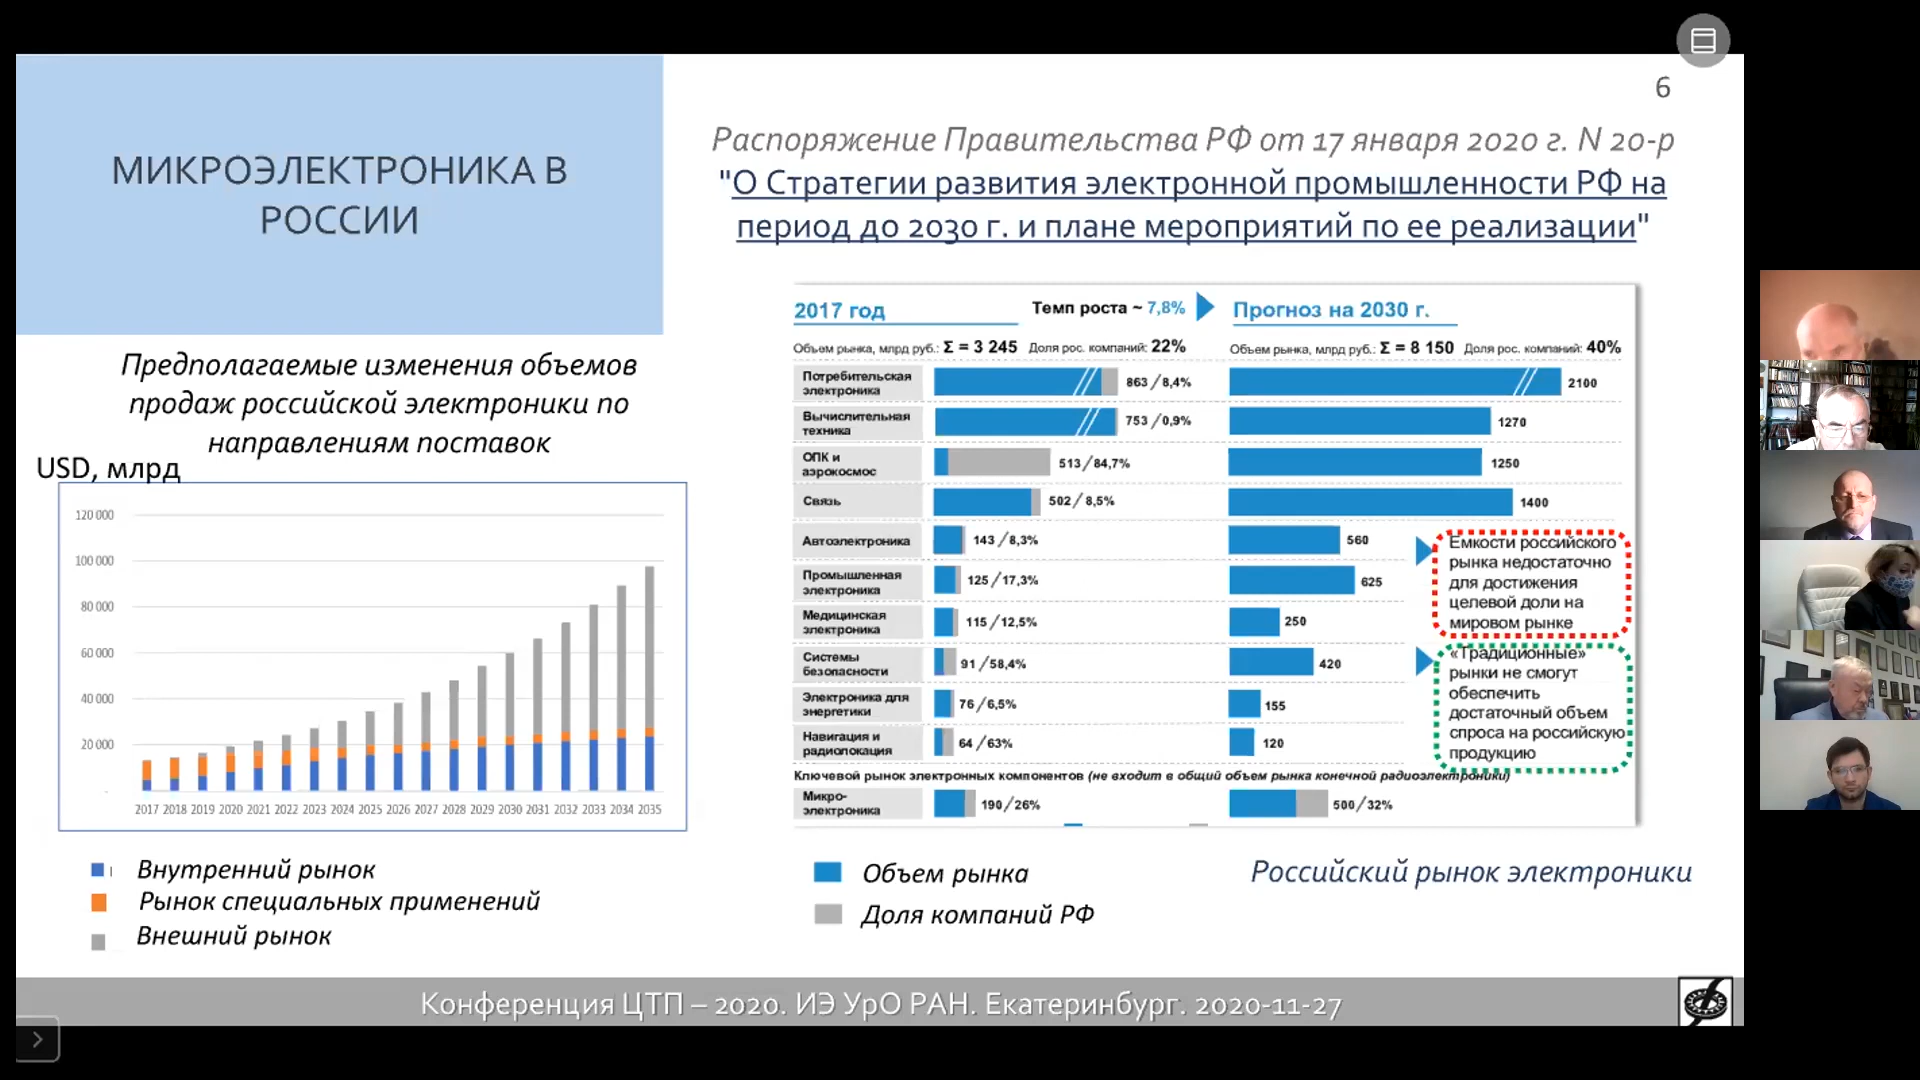 6
МИКРОЭЛЕКТРОНИКА В
РОССИИ
Распоряжение Правительства РФ от 17 января 2020 г. N 20-р
"О Стратегии развития электронной промышленности РФ на
период до 2030 г. и плане мероприятий по ее реализации"
Предполагаемые изменения объемов
продаж российской электроники по
направлениям поставок
USD, млрд
120 000
100 000
80 000
60 000
40 000
20 000
-
2017 2018 2019 2020 2021 2022 2023 2024 2025 2026 2027 2028 2029 2030 2031 2032 2033 2034 2035
Внутренний рынок
Рынок специальных применений
Внешний рынок
2017 год
Темп роста ~ 7,8%
Прогноз на 2030 г.
Объем рынка, млрд руб.: Σ = 3 245 Доля рос. компаний: 22%
Объем рынка, млрд руб.: Σ = 8 150 Доля рос. компаний: 40%
Потребительская
электроника
863 / 8,4%
2100
Вычислительная
техника
753 / 0,9%
1270
ОПК и
аэрокосмос
513 / 84,7%
1250
Связь
502 / 8,5%
1400
Автоэлектроника
143 / 8,3%
560
Промышленная
электроника
125 / 17,3%
625
Медицинская
электроника
115 / 12,5%
250
Системы
безопасности
91 / 58,4%
420
Электроника для
энергетики
76 / 6,5%
155
Навигация и
радиолокация
64 / 63%
120
Емкости российского
рынка недостаточно
для достижения
целевой доли на
мировом рынке
«Традиционные»
рынки не смогут
обеспечить
достаточный объем
спроса на российскую
продукцию
Ключевой рынок электронных компонентов (не входит в общий объем рынка конечной радиоэлектроники)
Микро-
электроника
190 / 26%
500 / 32%
Объем рынка
Доля компаний РФ
Российский рынок электроники
Конференция ЦТП – 2020. ИЭ УрО РАН. Екатеринбург. 2020-11-27